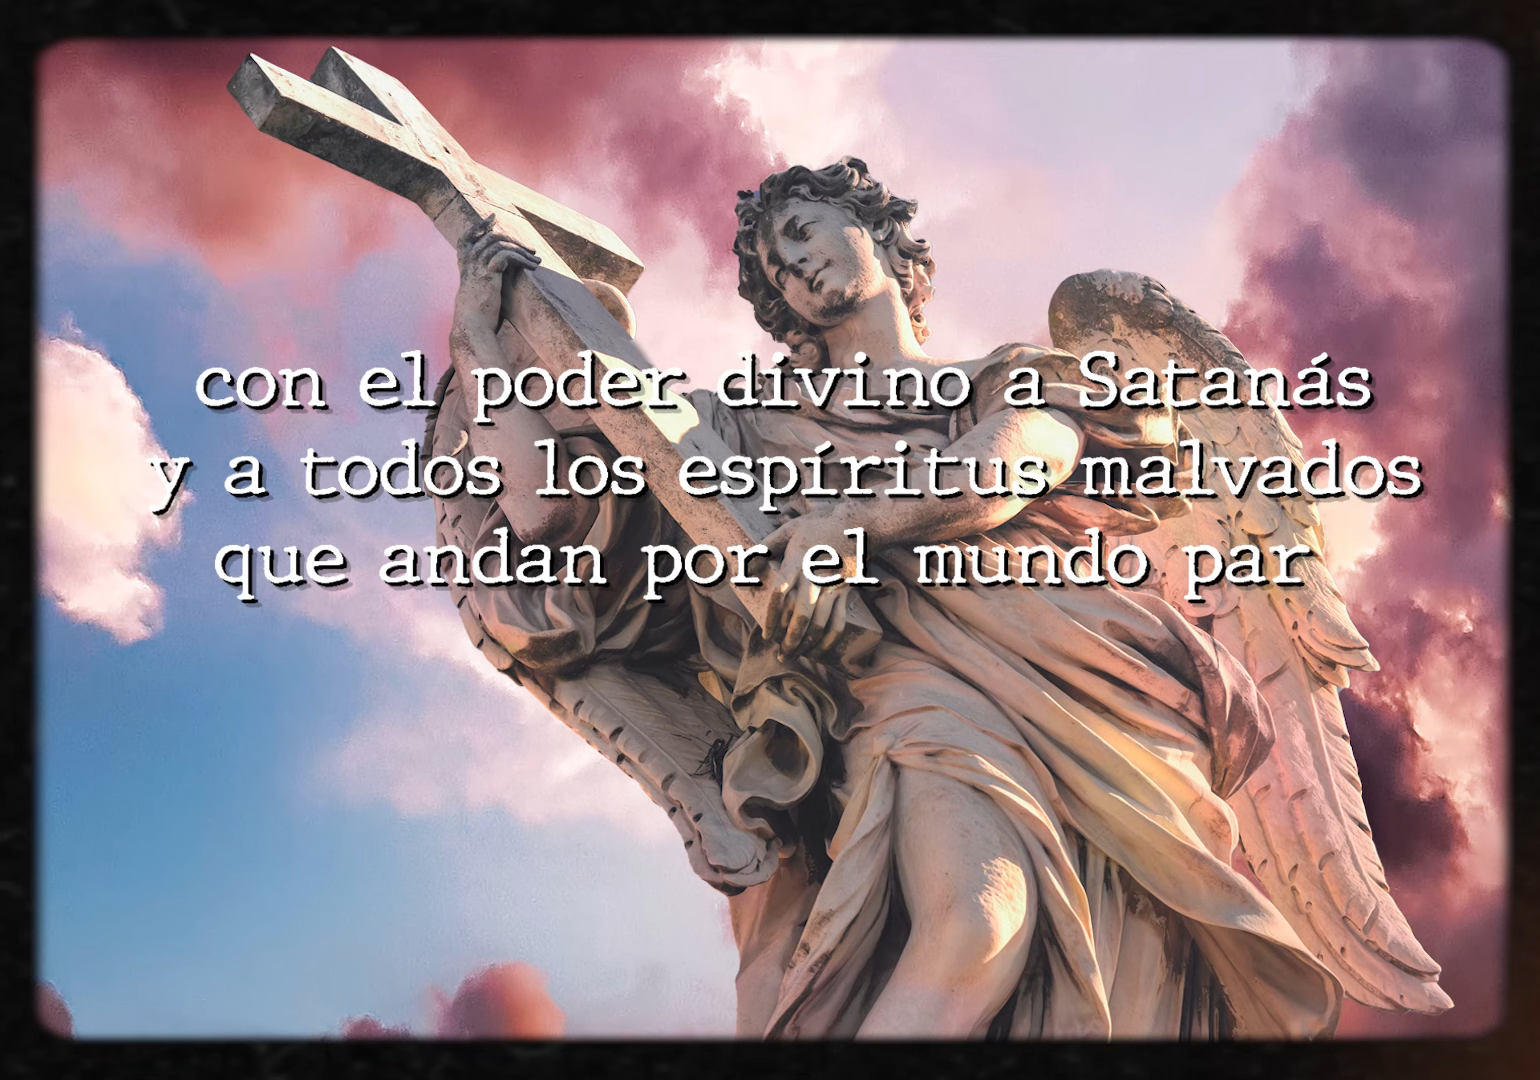 con el poder divino a Satanás
y a todos los espíritus malvados
que andan por el mundo par